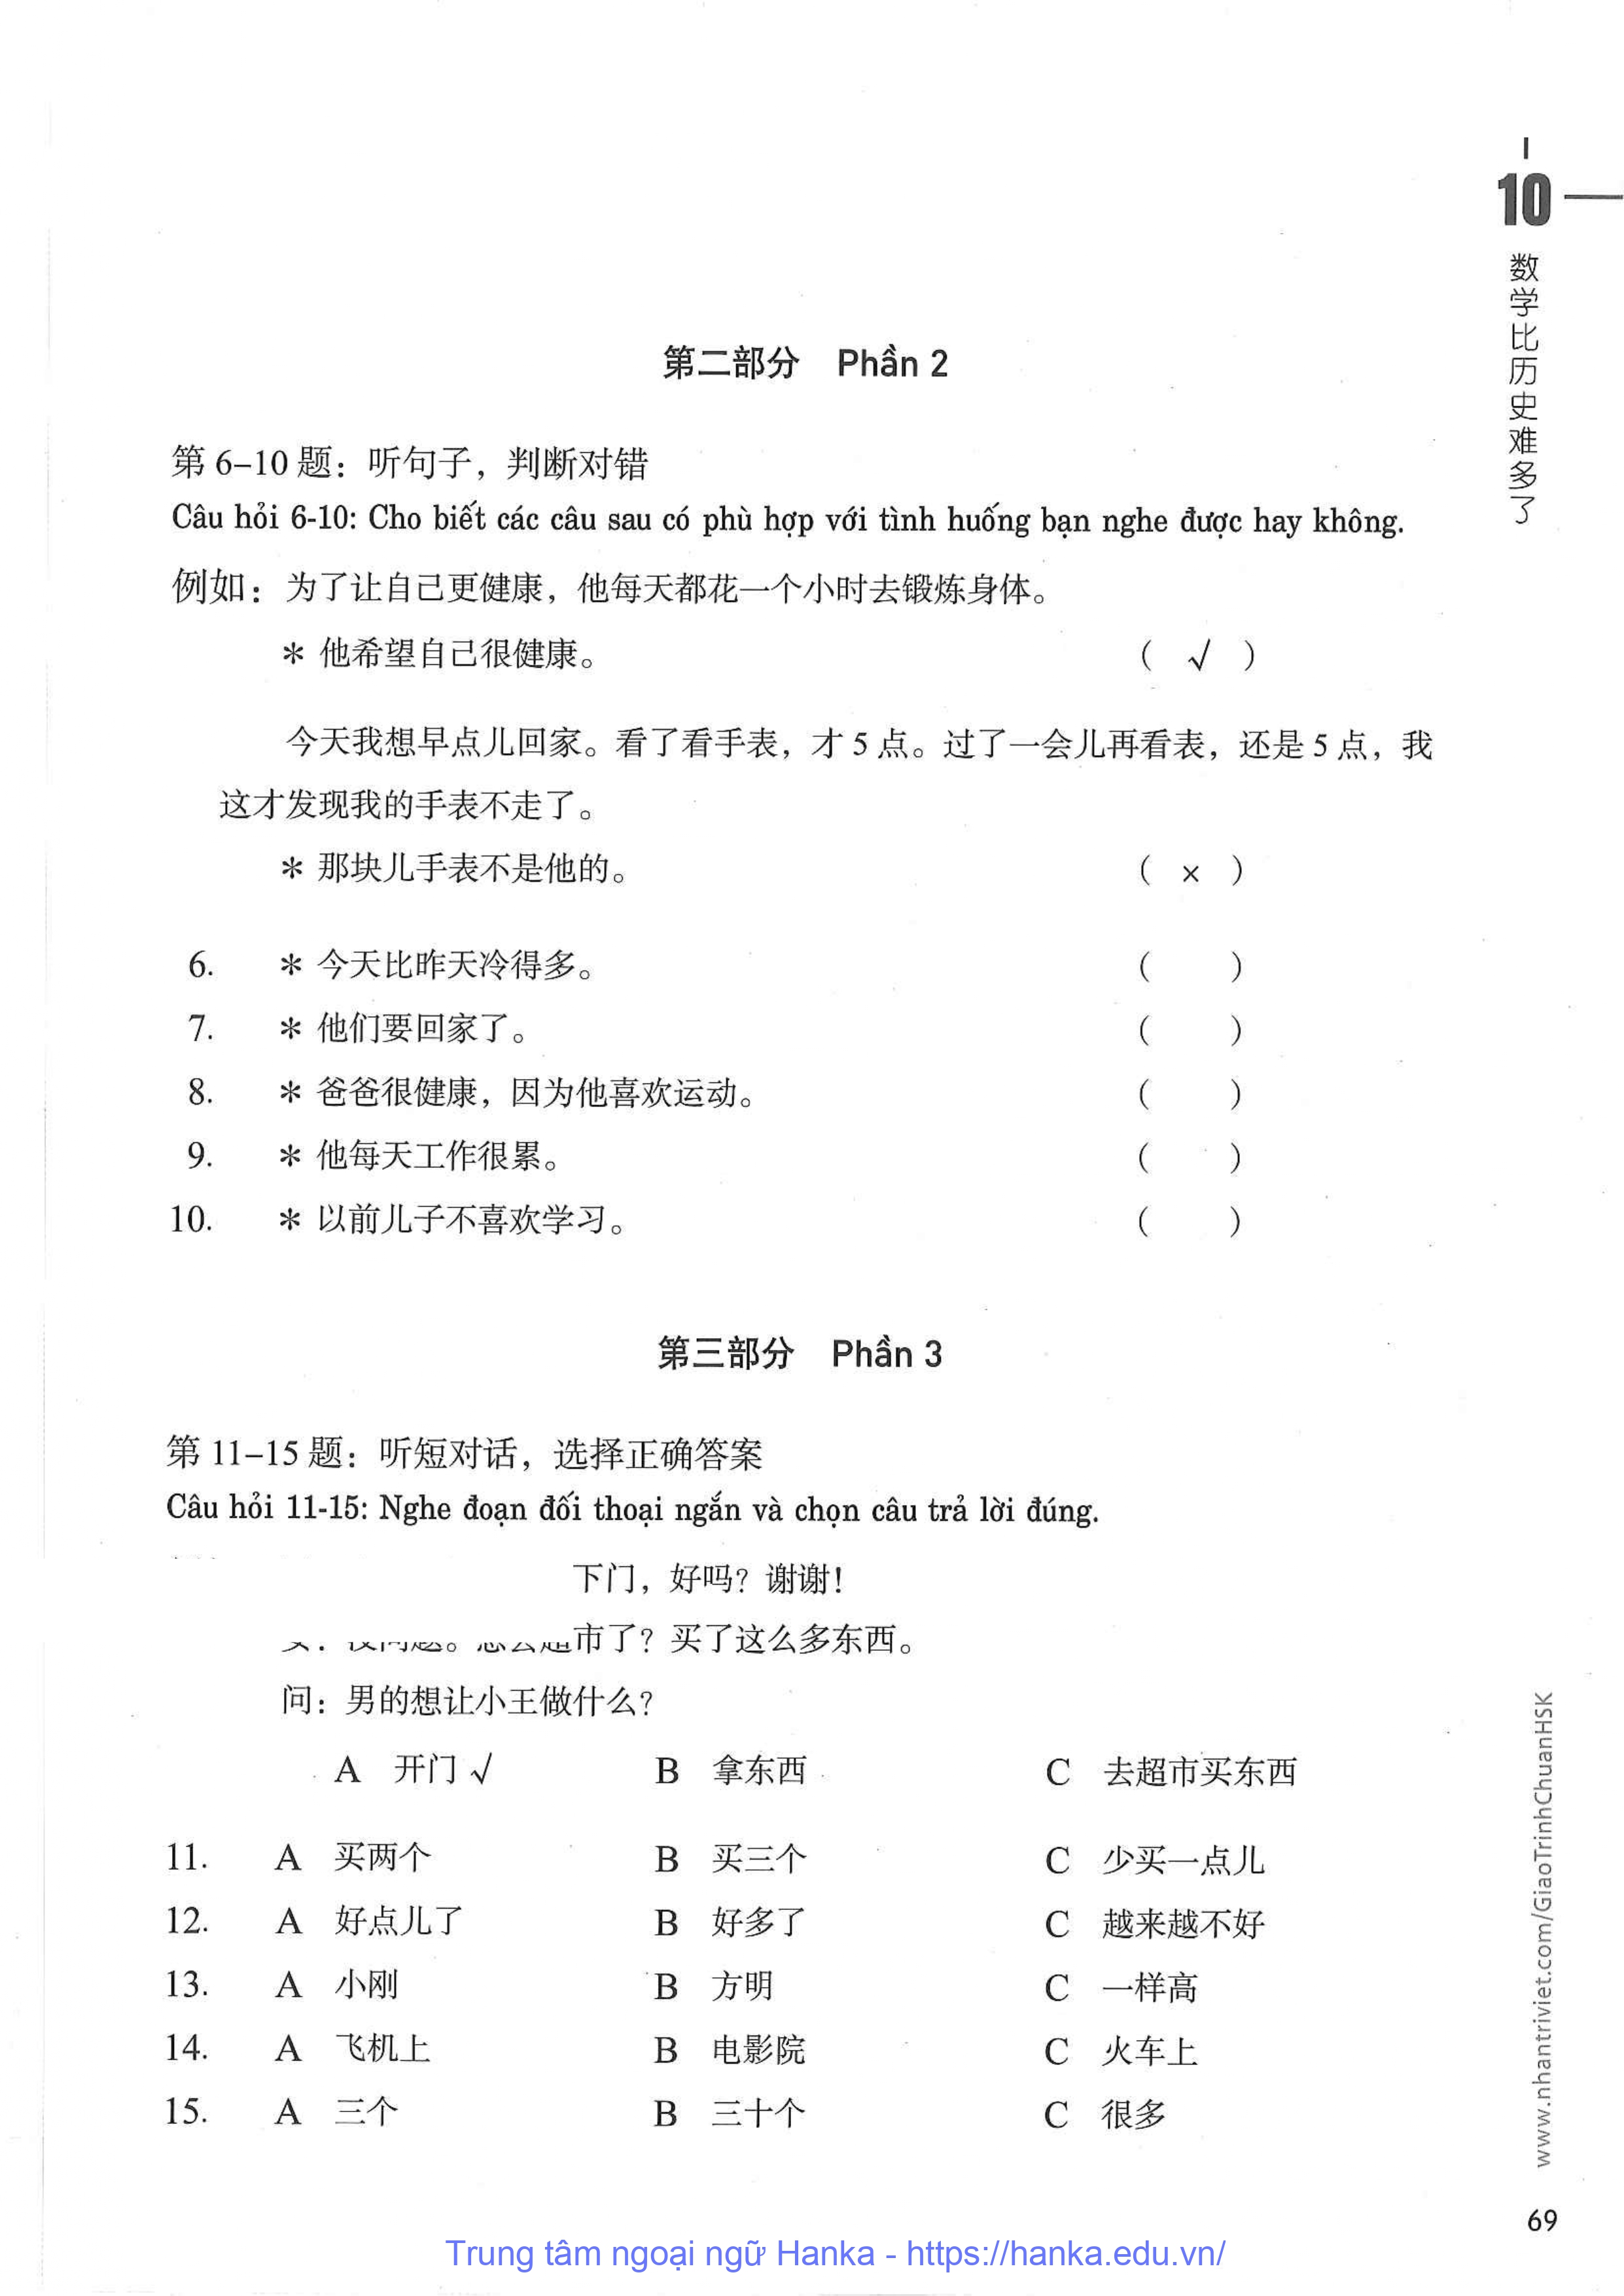 10
数学比历史难多了
第二部分 Phần 2
第 6–10 题：听句子，判断对错
Câu hỏi 6-10: Cho biết các câu sau có phù hợp với tình huống bạn nghe được hay không.
例如：为了让自己更健康，他每天都花一个小时去锻炼身体。
＊ 他希望自己很健康。 ( √ )
今天我想早点儿回家。看了看手表，才 5 点。过了一会儿再看表，还是 5 点，我
这才发现我的手表不走了。
＊ 那块儿手表不是他的。 ( × )
6. ＊ 今天比昨天冷得多。 ( )
7. ＊ 他们要回家了。 ( )
8. ＊ 爸爸很健康，因为他喜欢运动。 ( )
9. ＊ 他每天工作很累。 ( )
10. ＊ 以前儿子不喜欢学习。 ( )
第三部分 Phần 3
第 11–15 题：听短对话，选择正确答案
Câu hỏi 11-15: Nghe đoạn đối thoại ngắn và chọn câu trả lời đúng.
下门，好吗？谢谢！
市了？买了这么多东西。
问：男的想让小王做什么？
A 开门 √ B 拿东西 C 去超市买东西
11. A 买两个 B 买三个 C 少买一点儿
12. A 好点儿了 B 好多了 C 越来越不好
13. A 小刚 B 方明 C 一样高
14. A 飞机上 B 电影院 C 火车上
15. A 三个 B 三十个 C 很多
www.nhantriviet.com/GiaoTrinhChuanHSK
69
Trung tâm ngoại ngữ Hanka - https://hanka.edu.vn/